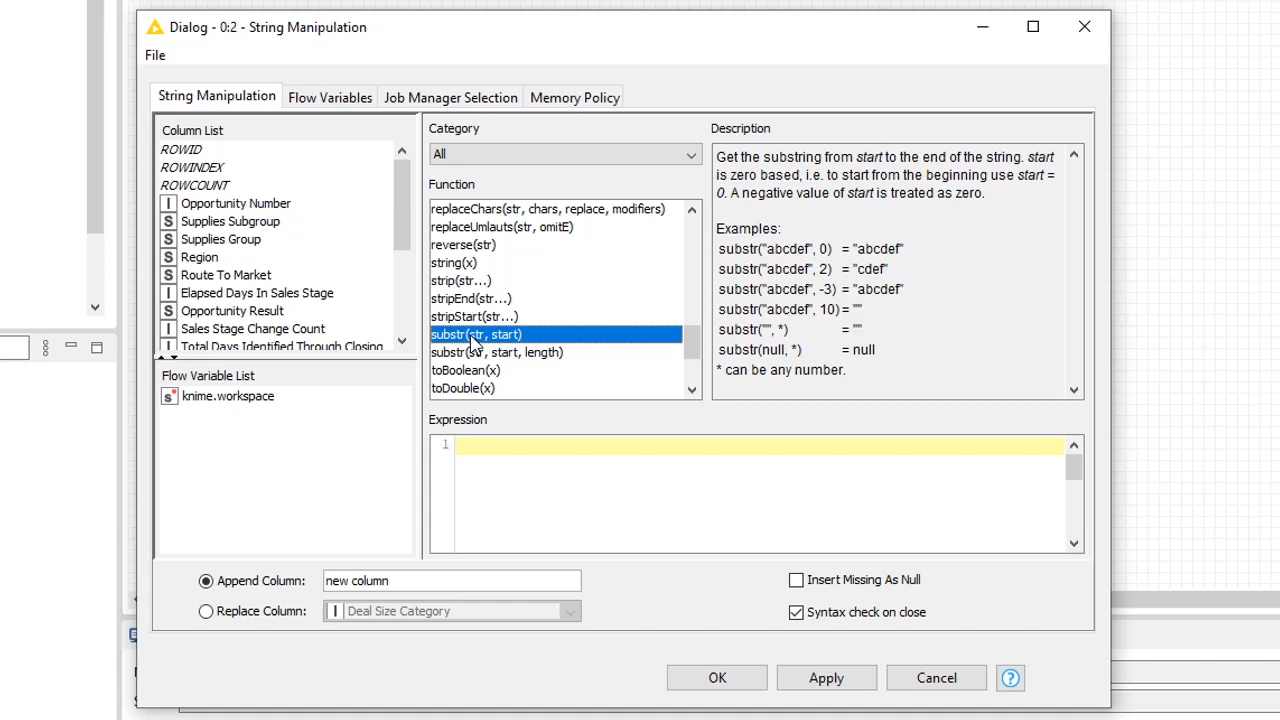 Dialog - 0:2 - String Manipulation
File
String Manipulation
Flow Variables
Job Manager Selection
Memory Policy
Column List
ROWID
ROWINDEX
ROWCOUNT
I Opportunity Number
S Supplies Subgroup
S Supplies Group
S Region
S Route To Market
I Elapsed Days In Sales Stage
S Opportunity Result
I Sales Stage Change Count
I Total Days Identified Through Closing
Flow Variable List
s knime.workspace
Category
All
Function
replaceChars(str, chars, replace, modifiers)
replaceUmlauts(str, omitE)
reverse(str)
string(x)
strip(str...)
stripEnd(str...)
stripStart(str...)
substr(str, start)
substr(str, start, length)
toBoolean(x)
toDouble(x)
Description
Get the substring from start to the end of the string. start
is zero based, i.e. to start from the beginning use start =
0. A negative value of start is treated as zero.
Examples:
substr("abcdef", 0) = "abcdef"
substr("abcdef", 2) = "cdef"
substr("abcdef", -3) = "abcdef"
substr("abcdef", 10) = ""
substr("", *) = ""
substr(null, *) = null
* can be any number.
Expression
1
Append Column: new column
Replace Column: I Deal Size Category
Insert Missing As Null
Syntax check on close
OK
Apply
Cancel
?